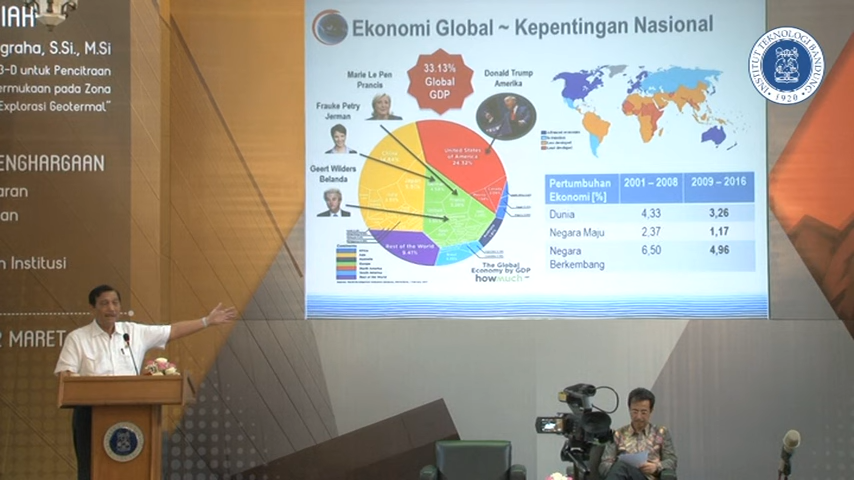 IAH
graha, S.Si., M.Si
3-D untuk Pencitraan
ermukaan pada Zona
Explorasi Geotermal"
ENGHARGAAN
aran
an
n Institusi
2 MARET
Ekonomi Global ~ Kepentingan Nasional
33.13%
Global
GDP
Marie Le Pen
Prancis
Donald Trump
Amerika
Frauke Petry
Jerman
Geert Wilders
Belanda
United States
of America
24.32%
Rest of the World
9.41%
The Global
Economy by GDP
howmuch
Pertumbuhan Ekonomi [%] 2001 – 2008 2009 – 2016
Dunia 4,33 3,26
Negara Maju 2,37 1,17
Negara Berkembang 6,50 4,96
INSTITUT TEKNOLOGI BANDUNG
1920